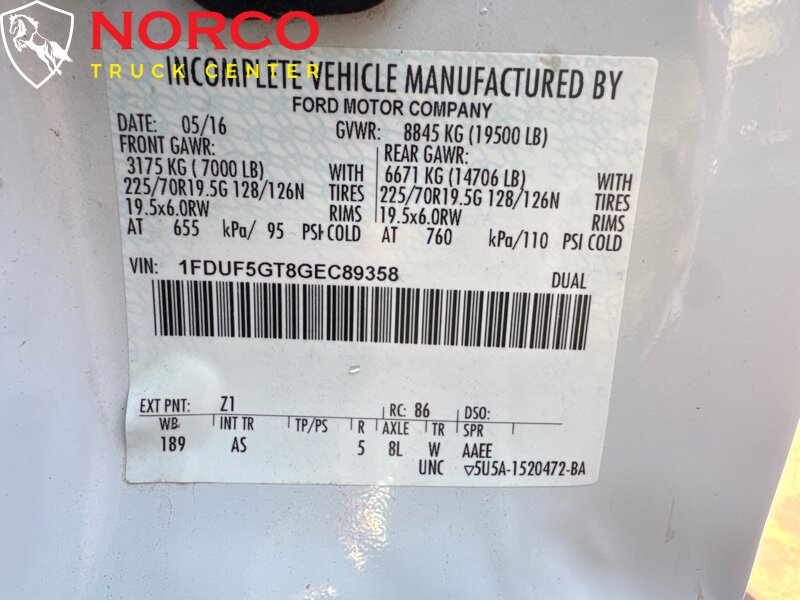 NORCO
TRUCK CENTER
INCOMPLETE VEHICLE MANUFACTURED BY
FORD MOTOR COMPANY
DATE: 05/16 GVWR: 8845 KG (19500 LB)
FRONT GAWR: REAR GAWR:
3175 KG ( 7000 LB) WITH 6671 KG (14706 LB) WITH
225/70R19.5G 128/126N TIRES 225/70R19.5G 128/126N TIRES
19.5x6.0RW RIMS 19.5x6.0RW RIMS
AT 655 kPa/ 95 PSI COLD AT 760 kPa/110 PSI COLD
VIN: 1FDUF5GT8GEC89358 DUAL
EXT PNT: Z1 RC: 86 DSO:
WB INT TR TP/PS R AXLE TR SPR
189 AS 5 8L W AAEE
UNC ▽5U5A-1520472-BA